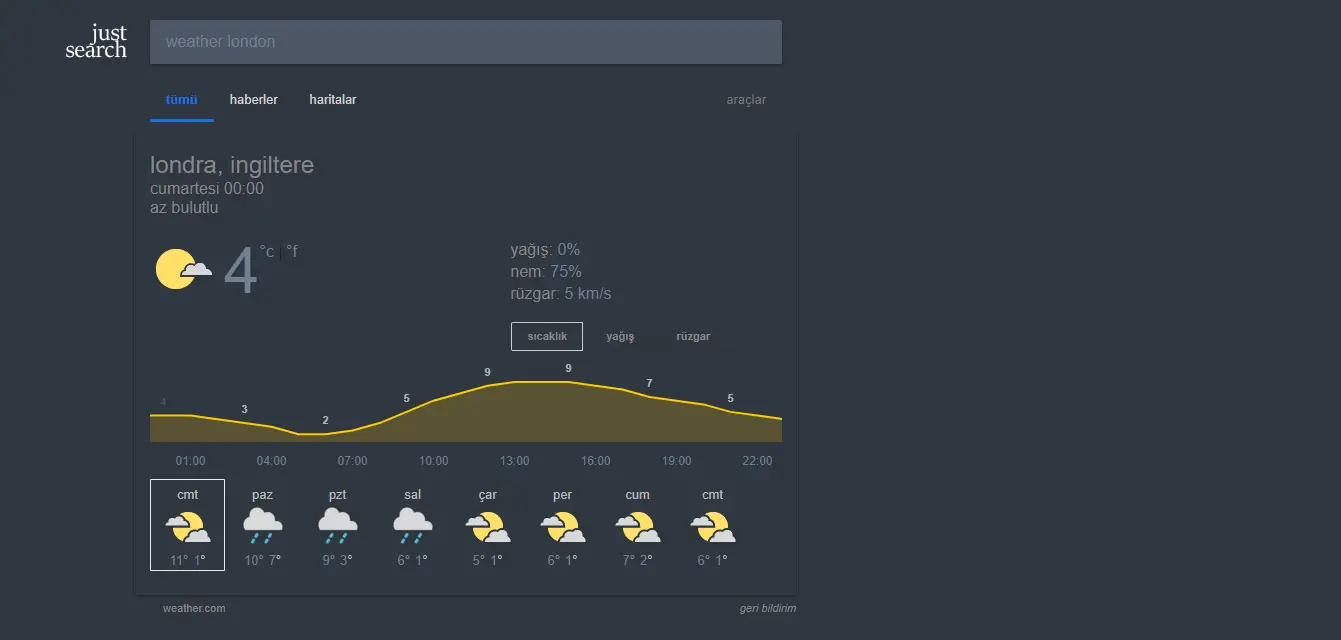 just
search
weather london
tümü haberler haritalar araçlar
londra, ingiltere
cumartesi 00:00
az bulutlu
4 °c | °f
yağış: 0%
nem: 75%
rüzgar: 5 km/s
sıcaklık yağış rüzgar
4 3 2 5 9 9 7 5
01:00 04:00 07:00 10:00 13:00 16:00 19:00 22:00
cmt paz pzt sal çar per cum cmt
11° 1° 10° 7° 9° 3° 6° 1° 5° 1° 6° 1° 7° 2° 6° 1°
weather.com geri bildirim